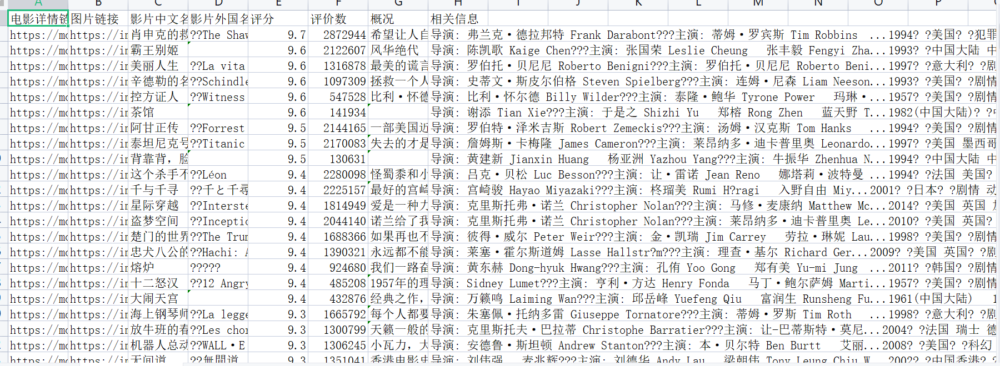 A B C D E F G H I J K L M N O P
电影详情链 图片链接 影片中文名 影片外国名 评分 评价数 概况 相关信息
https://mo https://im 肖申克的救 ??The Shaw 9.7 2872944 希望让人自 导演: 弗兰克·德拉邦特 Frank Darabont???主演: 蒂姆·罗宾斯 Tim Robbins ...1994? ?美国? ?犯罪
https://mo https://im 霸王别姬 9.6 2122607 风华绝代 导演: 陈凯歌 Kaige Chen???主演: 张国荣 Leslie Cheung 张丰毅 Fengyi Zha...1993? ?中国大陆 中
https://mo https://im 美丽人生 ??La vita 9.6 1316878 最美的谎言 导演: 罗伯托·贝尼尼 Roberto Benigni???主演: 罗伯托·贝尼尼 Roberto Beni...1997? ?意大利? ?剧
https://mo https://im 辛德勒的名 ??Schindle 9.6 1097309 拯救一个人 导演: 史蒂文·斯皮尔伯格 Steven Spielberg???主演: 连姆·尼森 Liam Neeson...1993? ?美国? ?剧情
https://mo https://im 控方证人 ??Witness 9.6 547528 比利·怀德 导演: 比利·怀尔德 Billy Wilder???主演: 泰隆·鲍华 Tyrone Power 玛琳·...1957? ?美国? ?剧情
https://mo https://im 茶馆 9.6 141934 导演: 谢添 Tian Xie???主演: 于是之 Shizhi Yu 郑榕 Rong Zhen 蓝天野 T...1982(中国大陆)? ?中
https://mo https://im 阿甘正传 ??Forrest 9.5 2144165 一部美国近 导演: 罗伯特·泽米吉斯 Robert Zemeckis???主演: 汤姆·汉克斯 Tom Hanks ...1994? ?美国? ?剧情
https://mo https://im 泰坦尼克号 ??Titanic 9.5 2170083 失去的才是 导演: 詹姆斯·卡梅隆 James Cameron???主演: 莱昂纳多·迪卡普里奥 Leonardo...1997? ?美国 墨西哥
https://mo https://im 背靠背，脸 9.5 130631 导演: 黄建新 Jianxin Huang 杨亚洲 Yazhou Yang???主演: 牛振华 Zhenhua N...1994? ?中国大陆 中
https://mo https://im 这个杀手不 ??Léon 9.4 2280098 怪蜀黍和小 导演: 吕克·贝松 Luc Besson???主演: 让·雷诺 Jean Reno 娜塔莉·波特曼 ...1994? ?法国 美国?
https://mo https://im 千与千寻 ??千と千尋 9.4 2225157 最好的宫崎 导演: 宫崎骏 Hayao Miyazaki???主演: 柊瑠美 Rumi H?ragi 入野自由 Miy...2001? ?日本? ?剧情 动
https://mo https://im 星际穿越 ??Interste 9.4 1814949 爱是一种力 导演: 克里斯托弗·诺兰 Christopher Nolan???主演: 马修·麦康纳 Matthew Mc...2014? ?美国 英国 加
https://mo https://im 盗梦空间 ??Inceptio 9.4 2044140 诺兰给了我 导演: 克里斯托弗·诺兰 Christopher Nolan???主演: 莱昂纳多·迪卡普里奥 Le...2010? ?美国 英国?
https://mo https://im 楚门的世界 ??The Trum 9.4 1688366 如果再也不 导演: 彼得·威尔 Peter Weir???主演: 金·凯瑞 Jim Carrey 劳拉·琳妮 Lau...1998? ?美国? ?剧情
https://mo https://im 忠犬八公的 ??Hachi: A 9.4 1390321 永远都不能 导演: 莱塞·霍尔斯道姆 Lasse Hallstr?m???主演: 理查·基尔 Richard Ger...2009? ?美国 英国? ?剧
https://mo https://im 熔炉 ????? 9.4 924680 我们一路奋 导演: 黄东赫 Dong-hyuk Hwang???主演: 孔侑 Yoo Gong 郑有美 Yu-mi Jung ...2011? ?韩国? ?剧情
https://mo https://im 十二怒汉 ??12 Angry 9.4 485208 1957年的理 导演: Sidney Lumet???主演: 亨利·方达 Henry Fonda 马丁·鲍尔萨姆 Marti...1957? ?美国? ?剧情
https://mo https://im 大闹天宫 9.4 432876 经典之作， 导演: 万籁鸣 Laiming Wan???主演: 邱岳峰 Yuefeng Qiu 富润生 Runsheng Fu...1961(中国大陆) 1
https://mo https://im 海上钢琴师 ??La legge 9.3 1665792 每个人都要 导演: 朱塞佩·托纳多雷 Giuseppe Tornatore???主演: 蒂姆·罗斯 Tim Roth ...1998? ?意大利? ?剧
https://mo https://im 放牛班的春 ??Les chor 9.3 1300799 天籁一般的 导演: 克里斯托夫·巴拉蒂 Christophe Barratier???主演: 让-巴蒂斯特·莫尼...2004? ?法国 瑞士 德
https://mo https://im 机器人总动 ??WALL·E 9.3 1306245 小瓦力，大 导演: 安德鲁·斯坦顿 Andrew Stanton???主演: 本·贝尔特 Ben Burtt 艾丽...2008? ?美国? ?科幻
https://mo https://im 无间道 ??無間道 9.3 1351041 香港电影史 导演: 刘伟强 麦兆辉???主演: 刘德华 Andy Lau 梁朝伟 Tony Leung Chiu W...2002? ?中国香港? ?